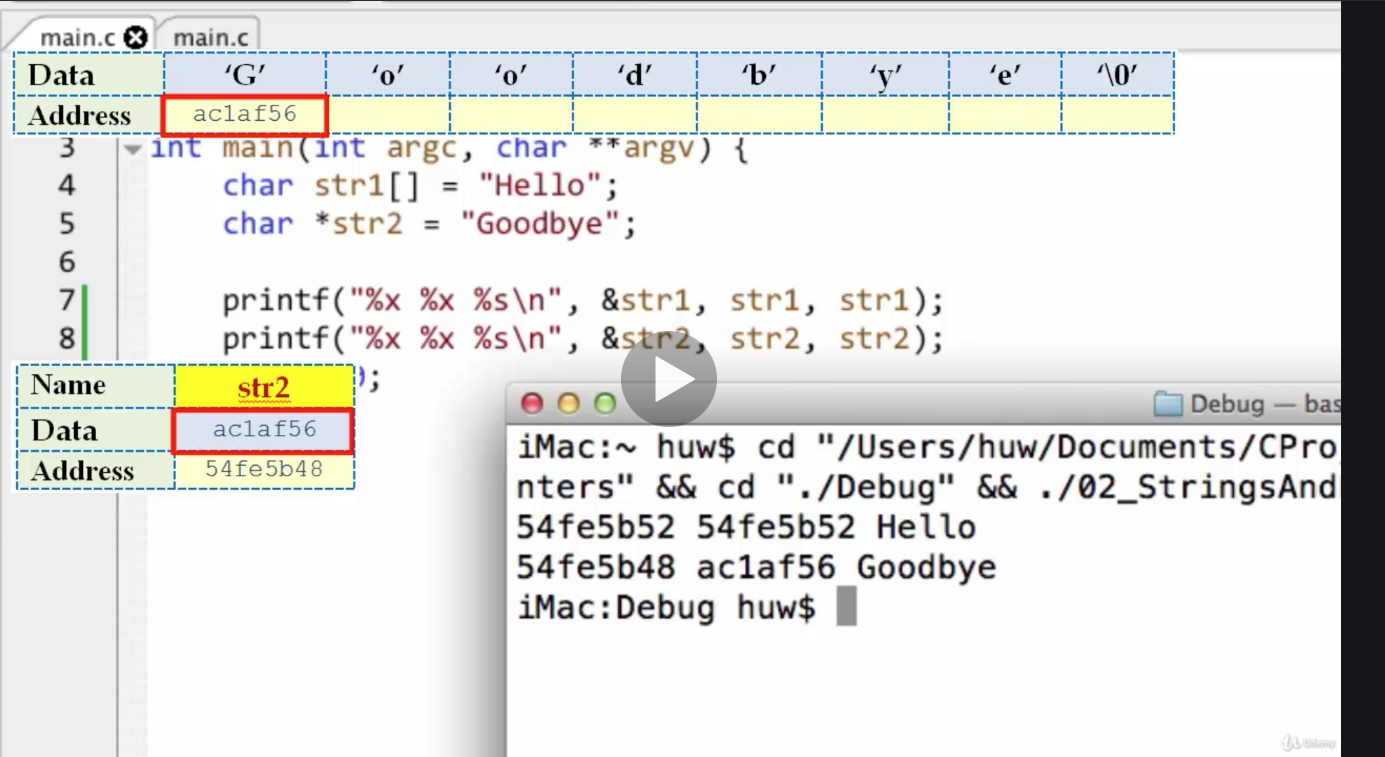 main.c main.c
Data ‘G’ ‘o’ ‘o’ ‘d’ ‘b’ ‘y’ ‘e’ ‘\0’
Address ac1af56
3 int main(int argc, char **argv) {
4 char str1[] = "Hello";
5 char *str2 = "Goodbye";
6
7 printf("%x %x %s\n", &str1, str1, str1);
8 printf("%x %x %s\n", &str2, str2, str2);
);
Name str2
Data ac1af56
Address 54fe5b48
Debug — bas
iMac:~ huw$ cd "/Users/huw/Documents/CPro
nters" && cd "./Debug" && ./02_StringsAnd
54fe5b52 54fe5b52 Hello
54fe5b48 ac1af56 Goodbye
iMac:Debug huw$
Udemy